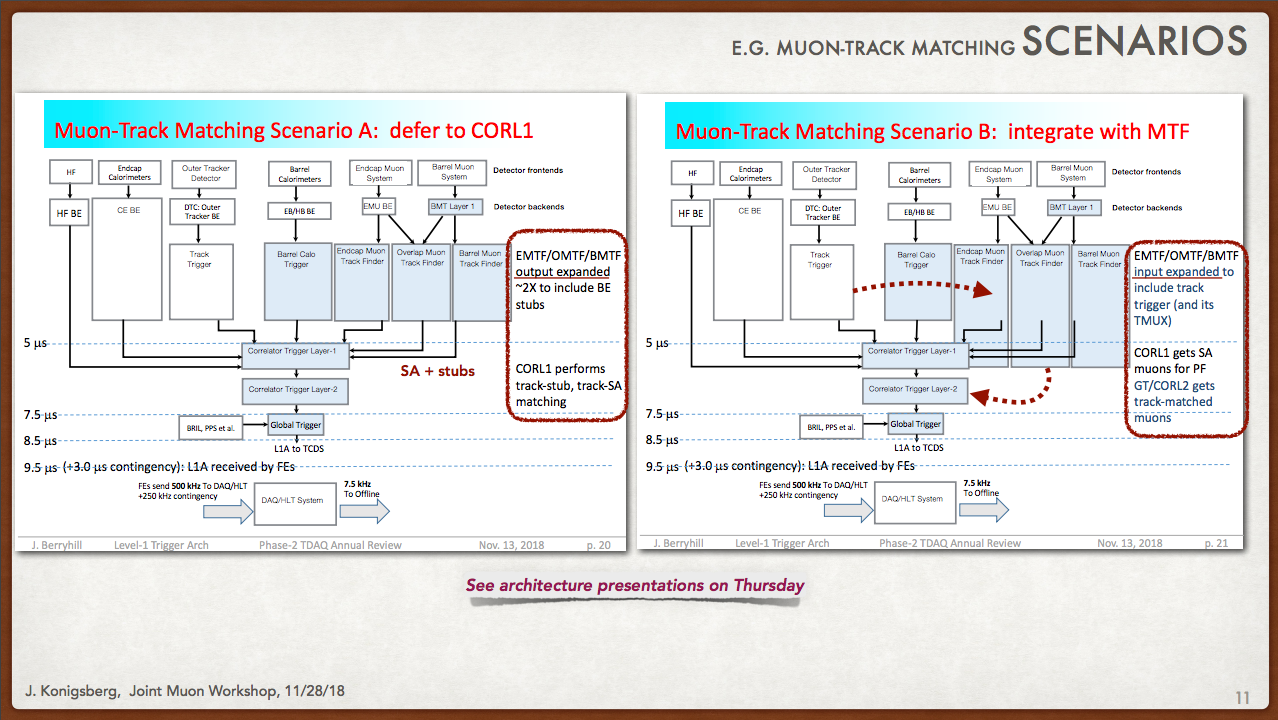 E.G. MUON-TRACK MATCHING SCENARIOS
Muon-Track Matching Scenario A: defer to CORL1
HF
Endcap
Calorimeters
Outer Tracker
Detector
Barrel
Calorimeters
Endcap Muon
System
Barrel Muon
System
Detector frontends
HF BE
CE BE
DTC: Outer
Tracker BE
EB/HB BE
EMU BE
BMT Layer 1
Detector backends
Track
Trigger
Barrel Calo
Trigger
Endcap Muon
Track Finder
Overlap Muon
Track Finder
Barrel Muon
Track Finder
EMTF/OMTF/BMTF
output expanded
~2X to include BE
stubs
5 µs
Correlator Trigger Layer-1
SA + stubs
CORL1 performs
track-stub, track-SA
matching
Correlator Trigger Layer-2
7.5 µs
BRIL, PPS et al.
Global Trigger
8.5 µs
L1A to TCDS
9.5 µs (+3.0 µs contingency): L1A received by FEs
FEs send 500 kHz To DAQ/HLT
+250 kHz contingency
DAQ/HLT System
7.5 kHz
To Offline
J. Berryhill Level-1 Trigger Arch Phase-2 TDAQ Annual Review Nov. 13, 2018 p. 20
Muon-Track Matching Scenario B: integrate with MTF
HF
Endcap
Calorimeters
Outer Tracker
Detector
Barrel
Calorimeters
Endcap Muon
System
Barrel Muon
System
Detector frontends
HF BE
CE BE
DTC: Outer
Tracker BE
EB/HB BE
EMU BE
BMT Layer 1
Detector backends
Track
Trigger
Barrel Calo
Trigger
Endcap Muon
Track Finder
Overlap Muon
Track Finder
Barrel Muon
Track Finder
EMTF/OMTF/BMTF
input expanded to
include track
trigger (and its
TMUX)
5 µs
Correlator Trigger Layer-1
CORL1 gets SA
muons for PF
GT/CORL2 gets
track-matched
muons
Correlator Trigger Layer-2
7.5 µs
BRIL, PPS et al.
Global Trigger
8.5 µs
L1A to TCDS
9.5 µs (+3.0 µs contingency): L1A received by FEs
FEs send 500 kHz To DAQ/HLT
+250 kHz contingency
DAQ/HLT System
7.5 kHz
To Offline
J. Berryhill Level-1 Trigger Arch Phase-2 TDAQ Annual Review Nov. 13, 2018 p. 21
See architecture presentations on Thursday
J. Konigsberg, Joint Muon Workshop, 11/28/18
11